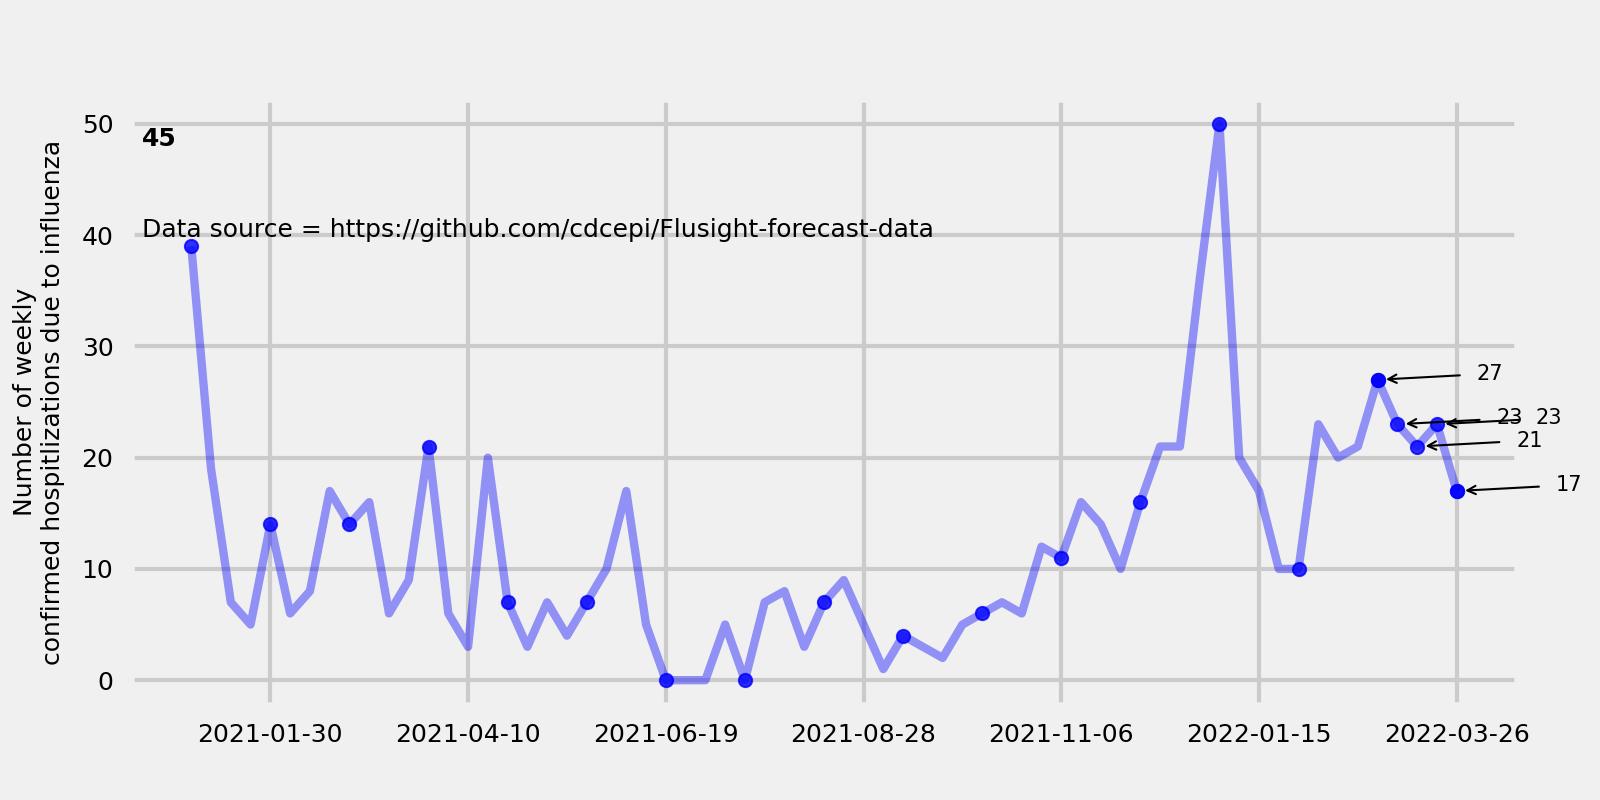 Number of weekly
confirmed hospitlizations due to influenza
50
40
30
20
10
0
45
Data source = https://github.com/cdcepi/Flusight-forecast-data
27
23 23
21
17
2021-01-30 2021-04-10 2021-06-19 2021-08-28 2021-11-06 2022-01-15 2022-03-26